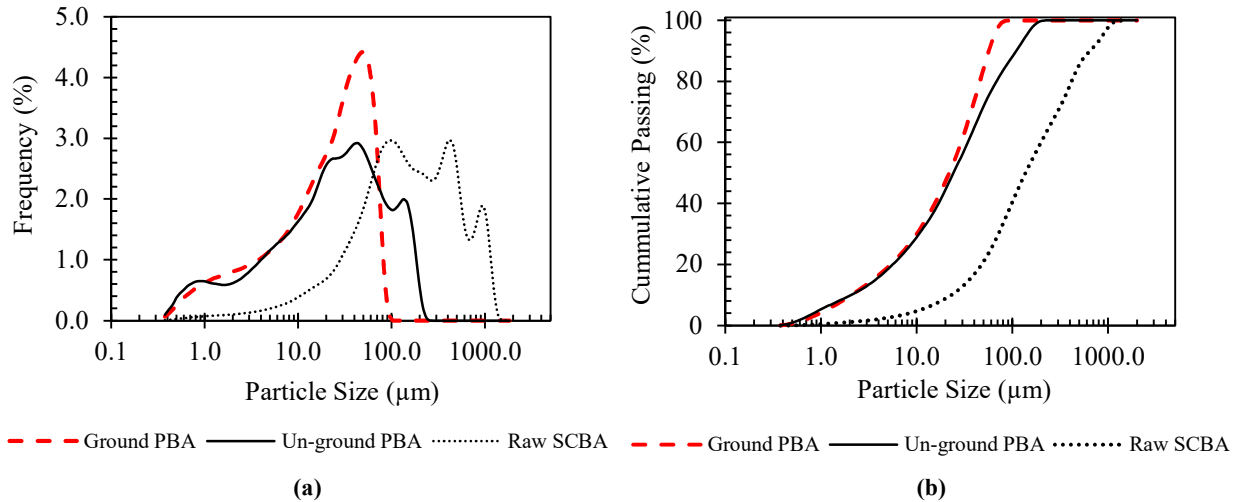 5.0
4.0
3.0
2.0
1.0
0.0
Frequency (%)
0.1 1.0 10.0 100.0 1000.0
Particle Size (µm)
Ground PBA Un-ground PBA Raw SCBA
(a)
100
80
60
40
20
0
Cummulative Passing (%)
0.1 1.0 10.0 100.0 1000.0
Particle Size (µm)
Ground PBA Un-ground PBA Raw SCBA
(b)